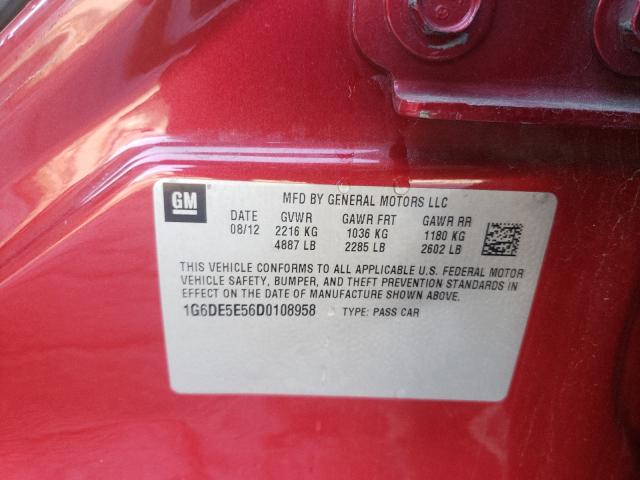 GM
MFD BY GENERAL MOTORS LLC
DATE GVWR GAWR FRT GAWR RR
08/12 2216 KG 1036 KG 1180 KG
4887 LB 2285 LB 2602 LB
THIS VEHICLE CONFORMS TO ALL APPLICABLE U.S. FEDERAL MOTOR
VEHICLE SAFETY, BUMPER, AND THEFT PREVENTION STANDARDS IN
EFFECT ON THE DATE OF MANUFACTURE SHOWN ABOVE.
1G6DE5E56D0108958 TYPE: PASS CAR